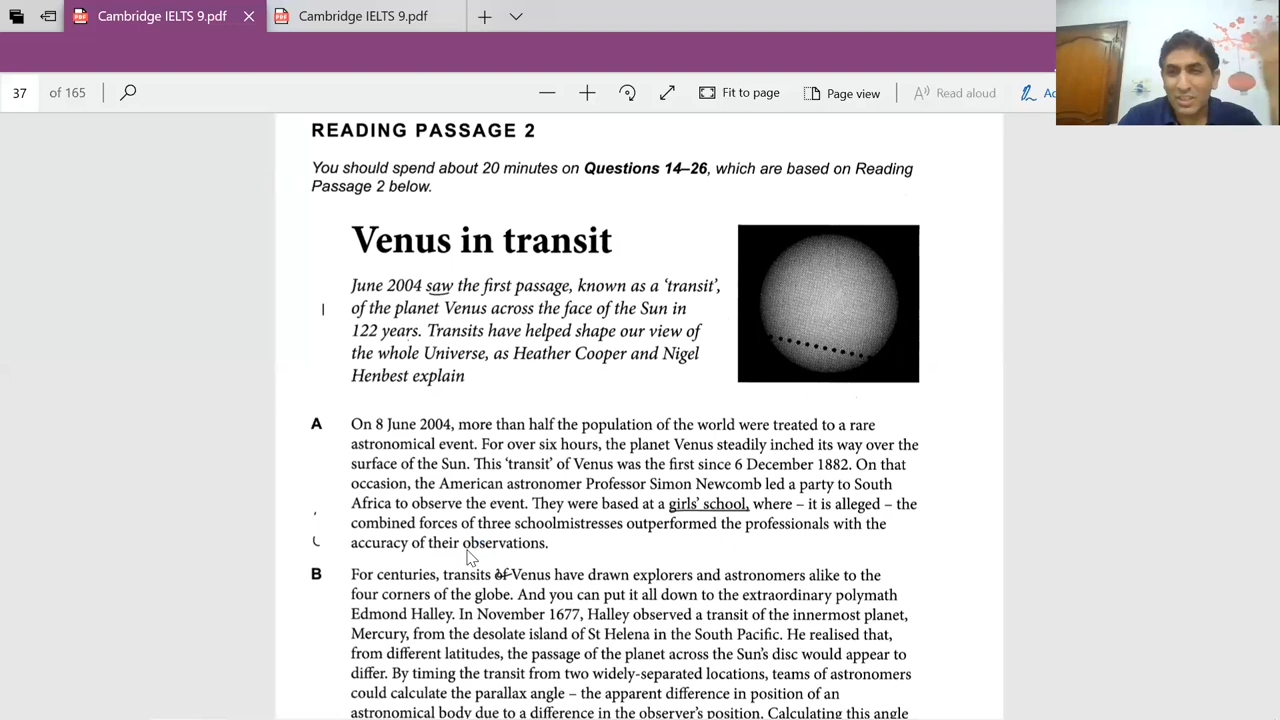 Cambridge IELTS 9.pdf
Cambridge IELTS 9.pdf
37 of 165
Fit to page
Page view
Read aloud
READING PASSAGE 2
You should spend about 20 minutes on Questions 14–26, which are based on Reading
Passage 2 below.
Venus in transit
June 2004 saw the first passage, known as a ‘transit’,
of the planet Venus across the face of the Sun in
122 years. Transits have helped shape our view of
the whole Universe, as Heather Cooper and Nigel
Henbest explain
A On 8 June 2004, more than half the population of the world were treated to a rare
astronomical event. For over six hours, the planet Venus steadily inched its way over the
surface of the Sun. This ‘transit’ of Venus was the first since 6 December 1882. On that
occasion, the American astronomer Professor Simon Newcomb led a party to South
Africa to observe the event. They were based at a girls’ school, where – it is alleged – the
combined forces of three schoolmistresses outperformed the professionals with the
accuracy of their observations.
B For centuries, transits of Venus have drawn explorers and astronomers alike to the
four corners of the globe. And you can put it all down to the extraordinary polymath
Edmond Halley. In November 1677, Halley observed a transit of the innermost planet,
Mercury, from the desolate island of St Helena in the South Pacific. He realised that,
from different latitudes, the passage of the planet across the Sun’s disc would appear to
differ. By timing the transit from two widely-separated locations, teams of astronomers
could calculate the parallax angle – the apparent difference in position of an
astronomical body due to a difference in the observer’s position. Calculating this angle